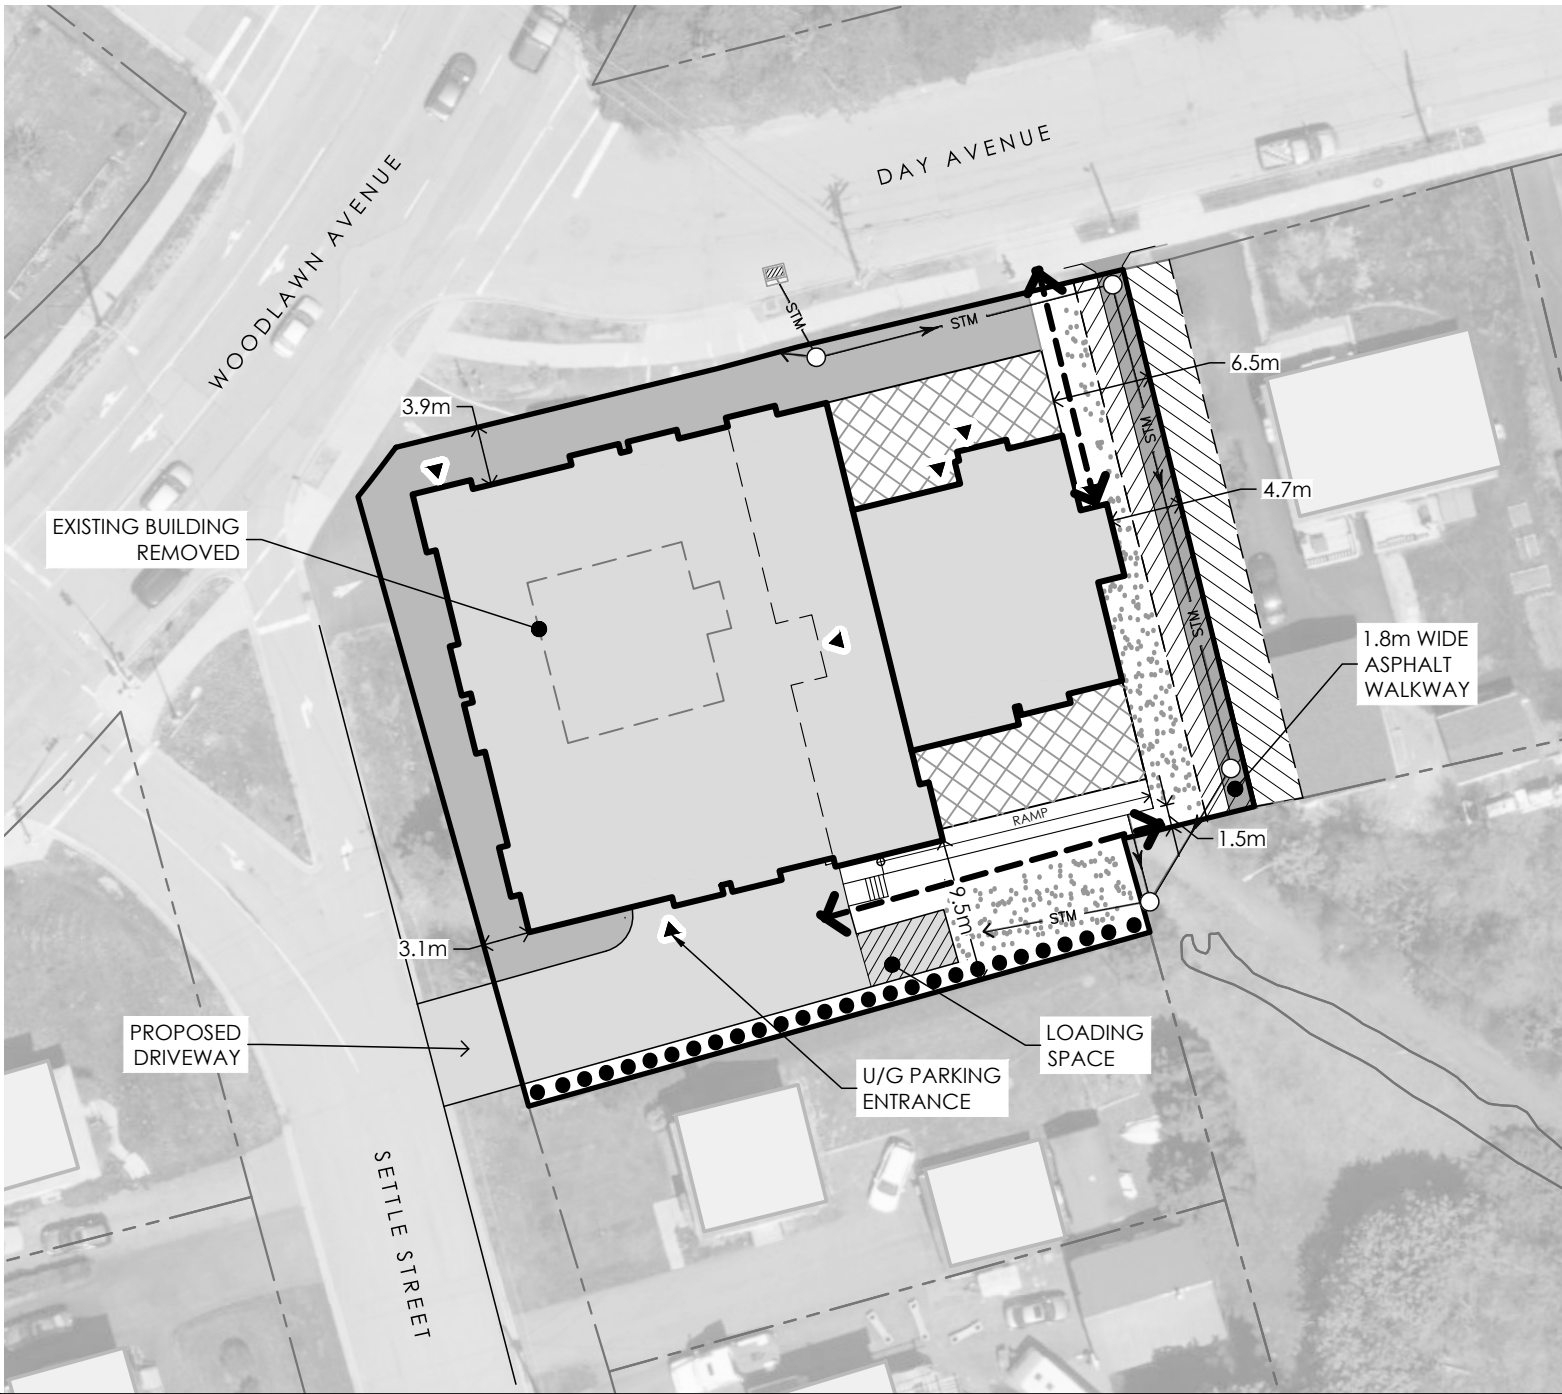 DAY AVENUE
WOODLAWN AVENUE
STM
STM
6.5m
3.9m
STM
4.7m
EXISTING BUILDING
REMOVED
STM
1.8m WIDE
ASPHALT
WALKWAY
RAMP
1.5m
9.5m
STM
3.1m
PROPOSED
DRIVEWAY
LOADING
SPACE
U/G PARKING
ENTRANCE
SETTLE STREET